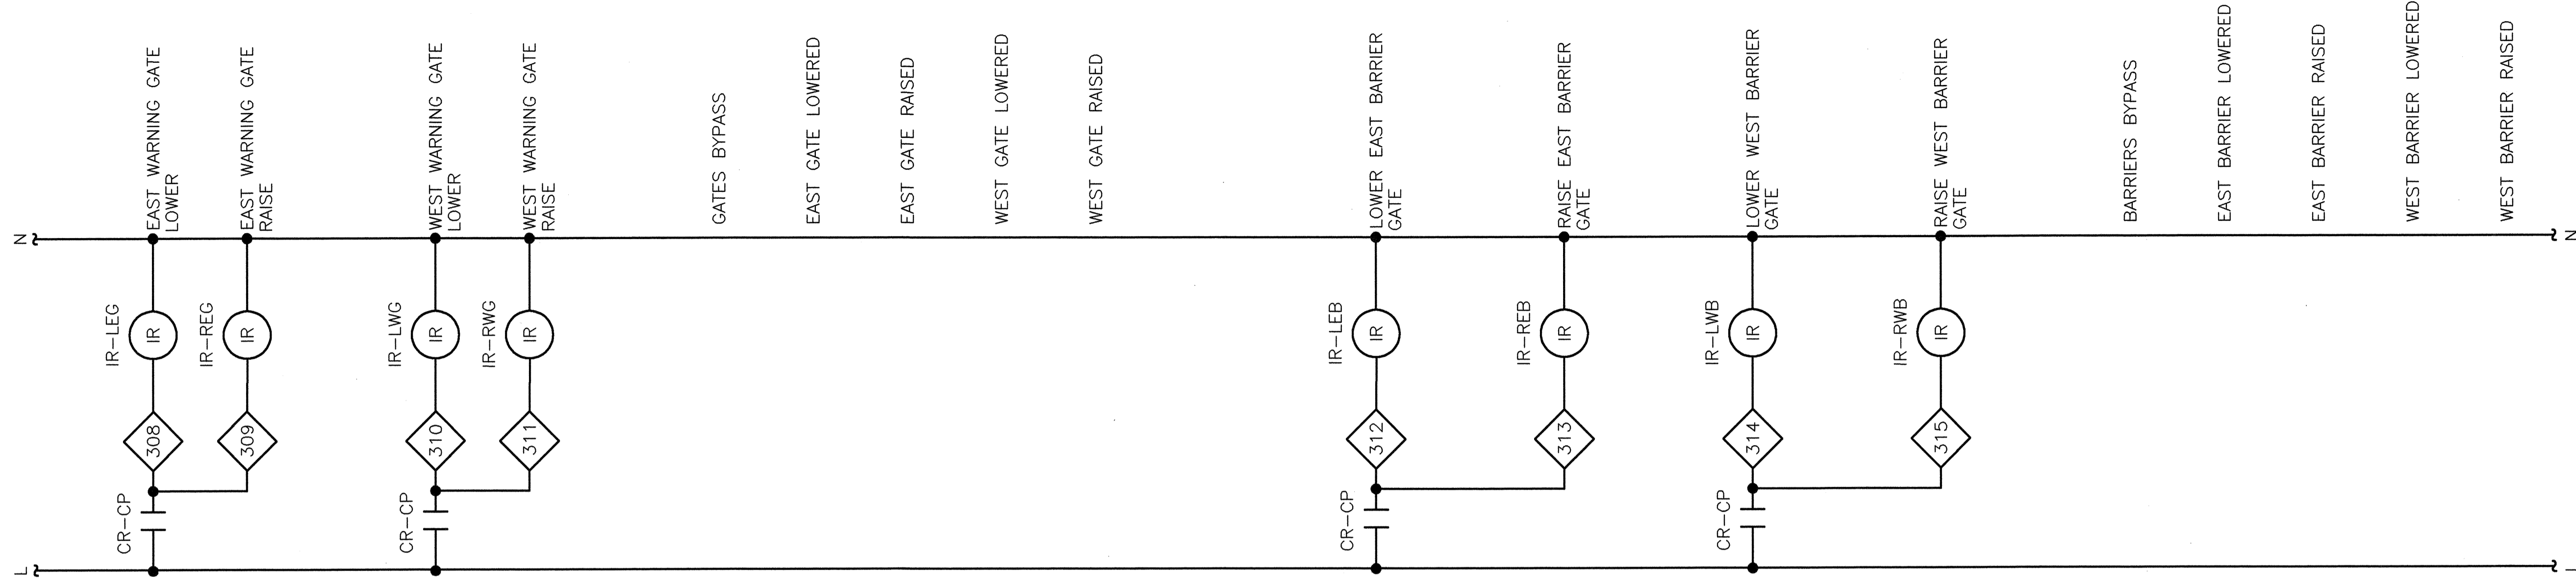 L
N
CR-CP
308
IR-LEG
IR
EAST WARNING GATE
LOWER
309
IR-REG
IR
EAST WARNING GATE
RAISE
CR-CP
310
IR-LWG
IR
WEST WARNING GATE
LOWER
311
IR-RWG
IR
WEST WARNING GATE
RAISE
GATES BYPASS
EAST GATE LOWERED
EAST GATE RAISED
WEST GATE LOWERED
WEST GATE RAISED
CR-CP
312
IR-LEB
IR
LOWER EAST BARRIER
GATE
313
IR-REB
IR
RAISE EAST BARRIER
GATE
CR-CP
314
IR-LWB
IR
LOWER WEST BARRIER
GATE
315
IR-RWB
IR
RAISE WEST BARRIER
GATE
BARRIERS BYPASS
EAST BARRIER LOWERED
EAST BARRIER RAISED
WEST BARRIER LOWERED
WEST BARRIER RAISED
L
N